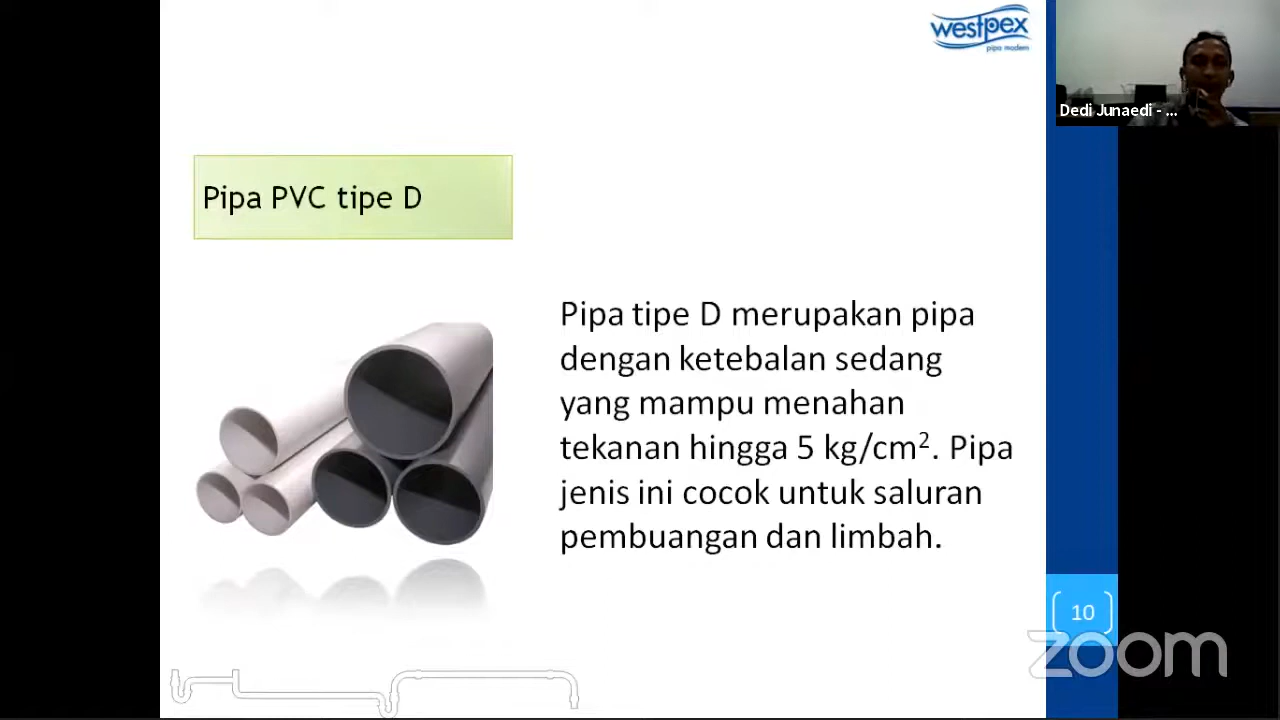 westpex
pipa modern
Dedi Junaedi - ...
Pipa PVC tipe D
Pipa tipe D merupakan pipa
dengan ketebalan sedang
yang mampu menahan
tekanan hingga 5 kg/cm². Pipa
jenis ini cocok untuk saluran
pembuangan dan limbah.
10
zoom